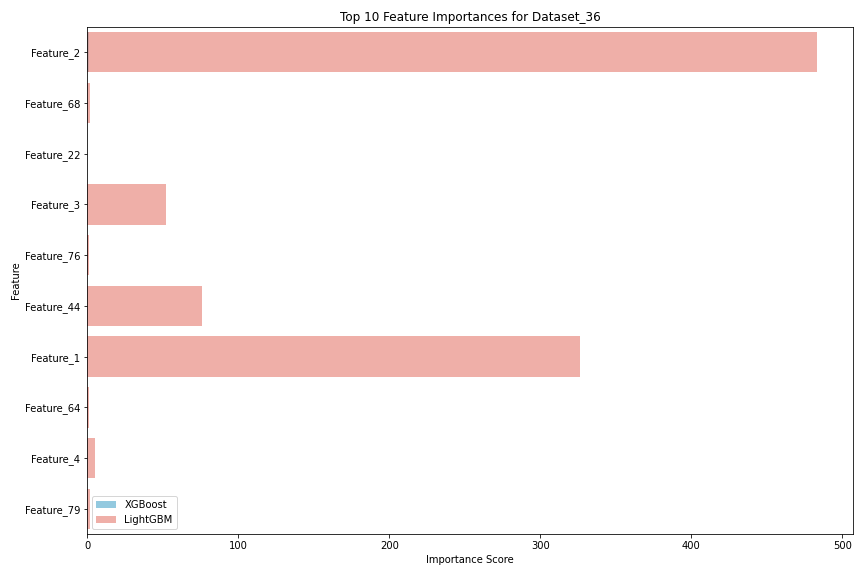 Top 10 Feature Importances for Dataset_36
Feature_2
Feature_68
Feature_22
Feature_3
Feature_76
Feature_44
Feature_1
Feature_64
Feature_4
Feature_79
Feature
XGBoost
LightGBM
0 100 200 300 400 500
Importance Score